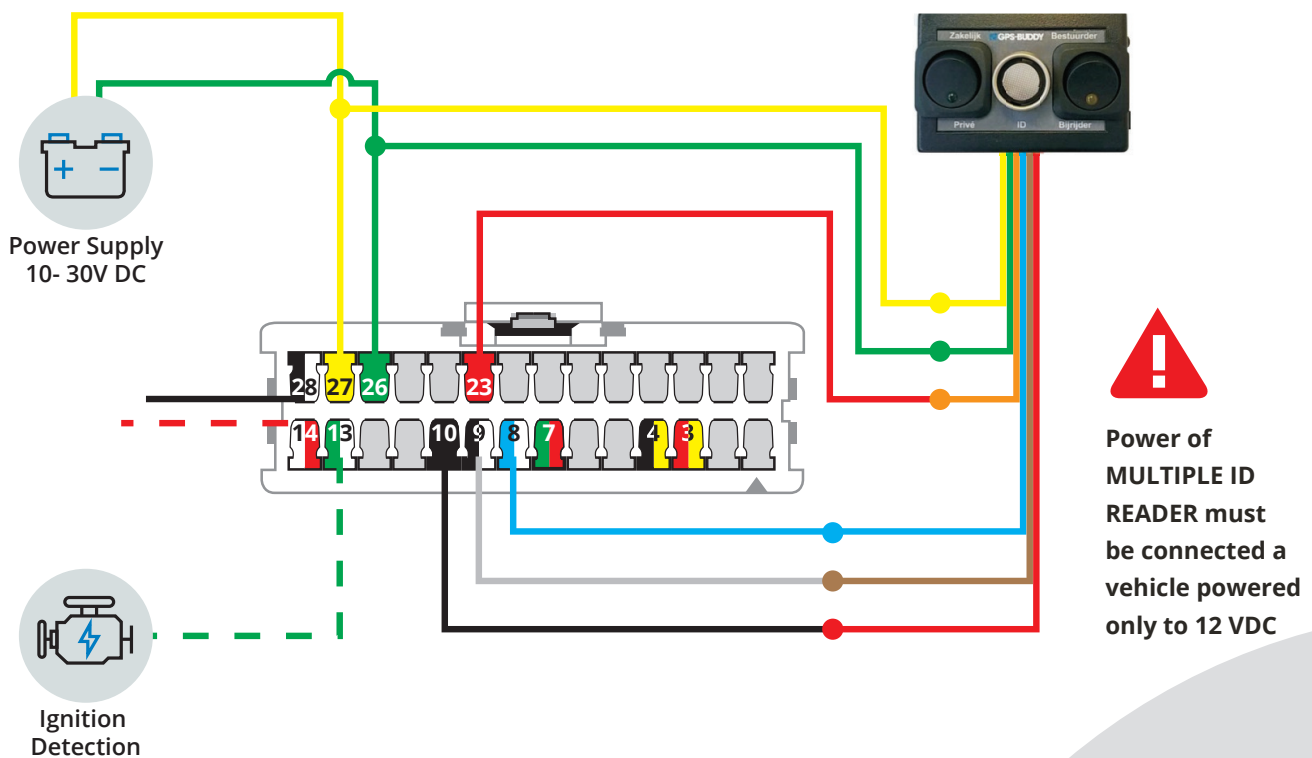 Zakelijk GPS-BUDDY Bestuurder
Privé ID Bijrijder
Power Supply
10- 30V DC
28 27 26 23
14 13 10 9 8 7 4 3
Power of
MULTIPLE ID
READER must
be connected a
vehicle powered
only to 12 VDC
Ignition
Detection